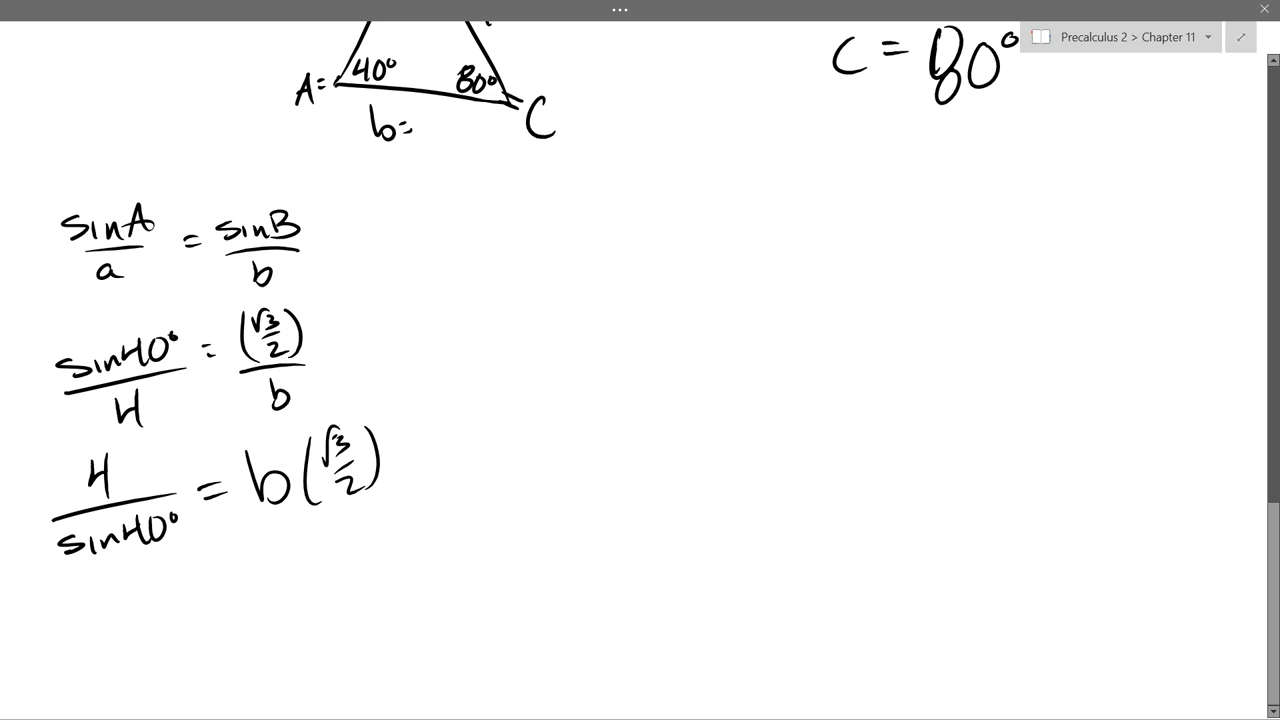 ...
Precalculus 2 > Chapter 11
C = 80°
40°
80°
A=
b=
C
sinA/a = sinB/b
sin40°/4 = (√3/2)/b
4/sin40° = b(√3/2)